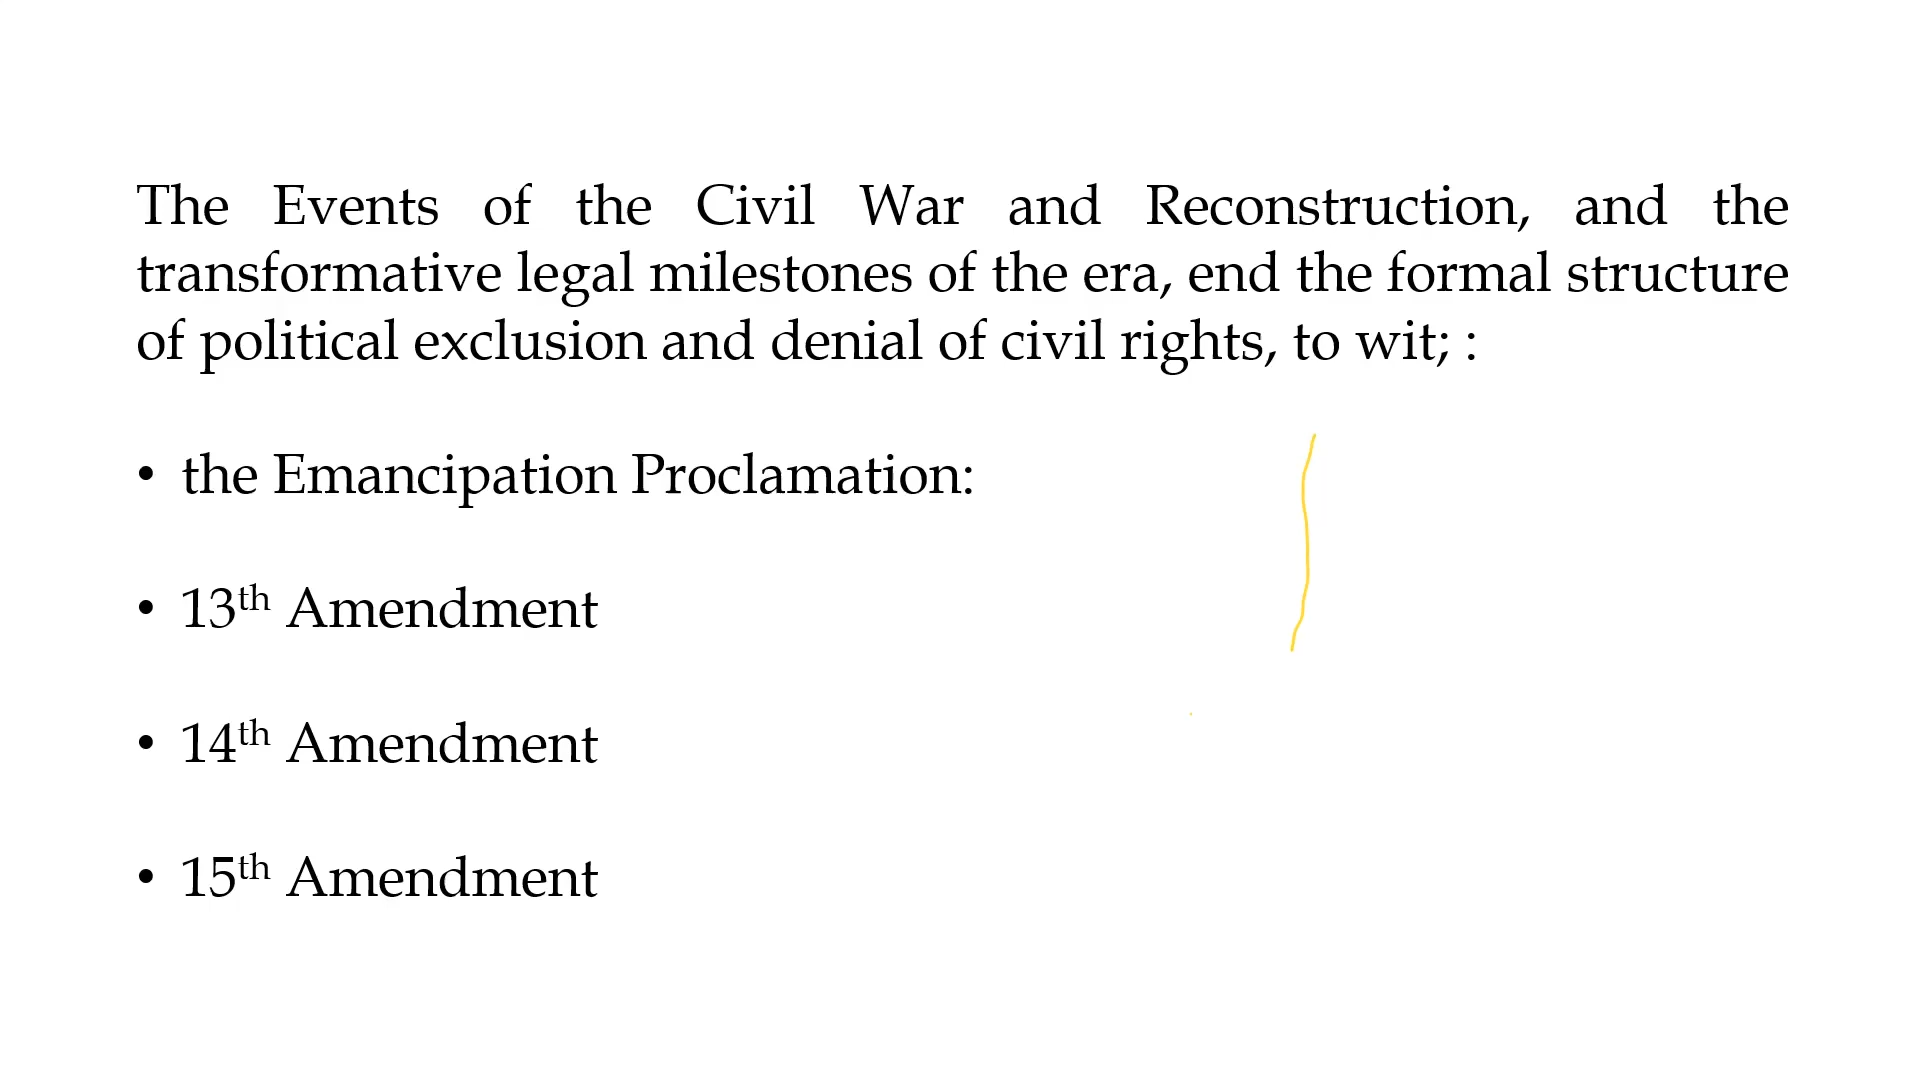 The Events of the Civil War and Reconstruction, and the
transformative legal milestones of the era, end the formal structure
of political exclusion and denial of civil rights, to wit; :
• the Emancipation Proclamation:
• 13th Amendment
• 14th Amendment
• 15th Amendment